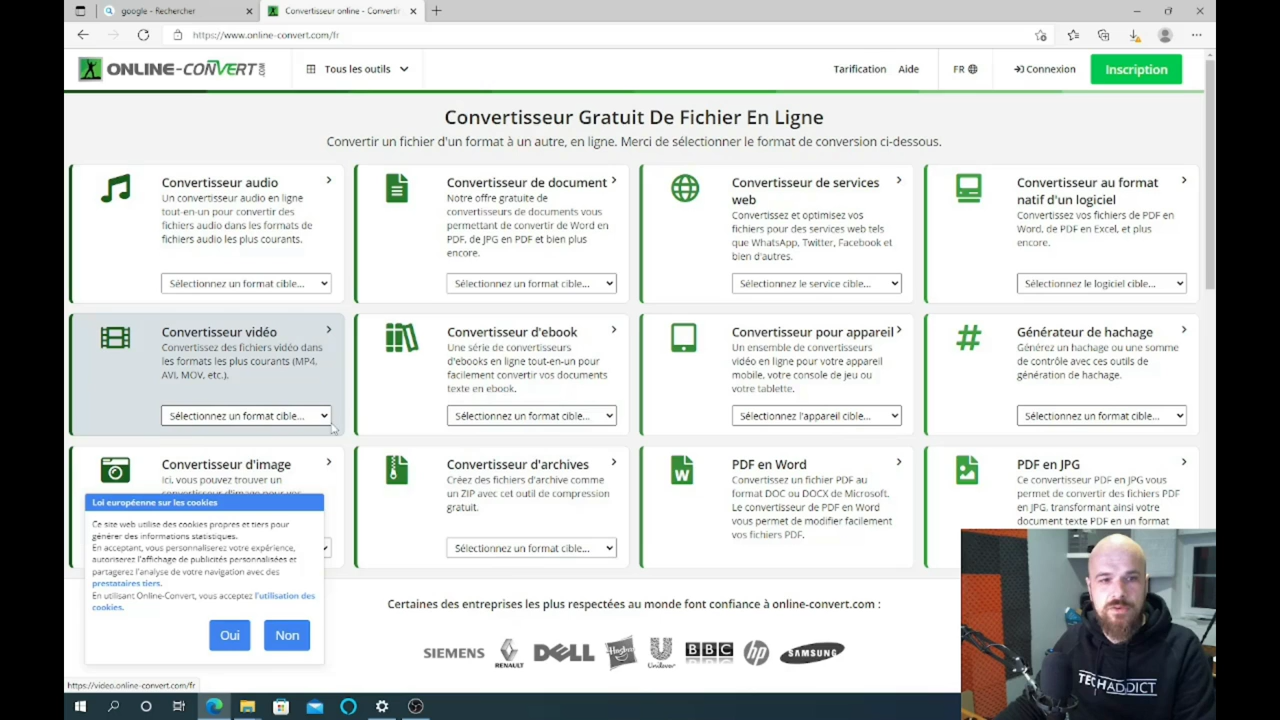 google - Rechercher
Convertisseur online - Convertir
https://www.online-convert.com/fr
ONLINE-CONVERT.COM
Tous les outils
Tarification
Aide
FR
Connexion
Inscription
Convertisseur Gratuit De Fichier En Ligne
Convertir un fichier d'un format à un autre, en ligne. Merci de sélectionner le format de conversion ci-dessous.
Convertisseur audio
Un convertisseur audio en ligne
tout-en-un pour convertir des
fichiers audio dans les formats de
fichiers audio les plus courants.
Sélectionnez un format cible...
Convertisseur de document
Notre offre gratuite de
convertisseurs de documents vous
permettant de convertir de Word en
PDF, de JPG en PDF et bien plus
encore.
Sélectionnez un format cible...
Convertisseur de services
web
Convertissez et optimisez vos
fichiers pour des services web tels
que WhatsApp, Twitter, Facebook et
bien d'autres.
Sélectionnez le service cible...
Convertisseur au format
natif d'un logiciel
Convertissez vos fichiers de PDF en
Word, de PDF en Excel, et plus
encore.
Sélectionnez le logiciel cible...
Convertisseur vidéo
Convertissez des fichiers vidéo dans
les formats les plus courants (MP4,
AVI, MOV, etc.).
Sélectionnez un format cible...
Convertisseur d'ebook
Une série de convertisseurs
d'ebooks en ligne tout-en-un pour
facilement convertir vos documents
texte en ebook.
Sélectionnez un format cible...
Convertisseur pour appareil
Un ensemble de convertisseurs
vidéo en ligne pour votre appareil
mobile, votre console de jeu ou
votre tablette.
Sélectionnez l'appareil cible...
Générateur de hachage
Générez un hachage ou une somme
de contrôle avec ces outils de
génération de hachage.
Sélectionnez un format cible...
Convertisseur d'image
Ici, vous pouvez trouver un
Convertisseur d'archives
Créez des fichiers d'archive comme
un ZIP avec cet outil de compression
gratuit.
Sélectionnez un format cible...
PDF en Word
Convertissez un fichier PDF au
format DOC ou DOCX de Microsoft.
Le convertisseur de PDF en Word
vous permet de modifier facilement
vos fichiers PDF.
PDF en JPG
Ce convertisseur PDF en JPG vous
permet de convertir des fichiers PDF
en JPG, transformant ainsi votre
document texte PDF en un format
Loi européenne sur les cookies
Ce site web utilise des cookies propres et tiers pour
générer des informations statistiques.
En acceptant, vous personnaliserez votre expérience,
autoriserez l'affichage de publicités personnalisées et
partagerez l'analyse de votre navigation avec des
prestataires tiers.
En utilisant Online-Convert, vous acceptez l'utilisation des
cookies.
Oui
Non
Certaines des entreprises les plus respectées au monde font confiance à online-convert.com :
SIEMENS
RENAULT
DELL
Hasbro
Unilever
BBC
hp
SAMSUNG
https://video.online-convert.com/fr
TECHADDICT